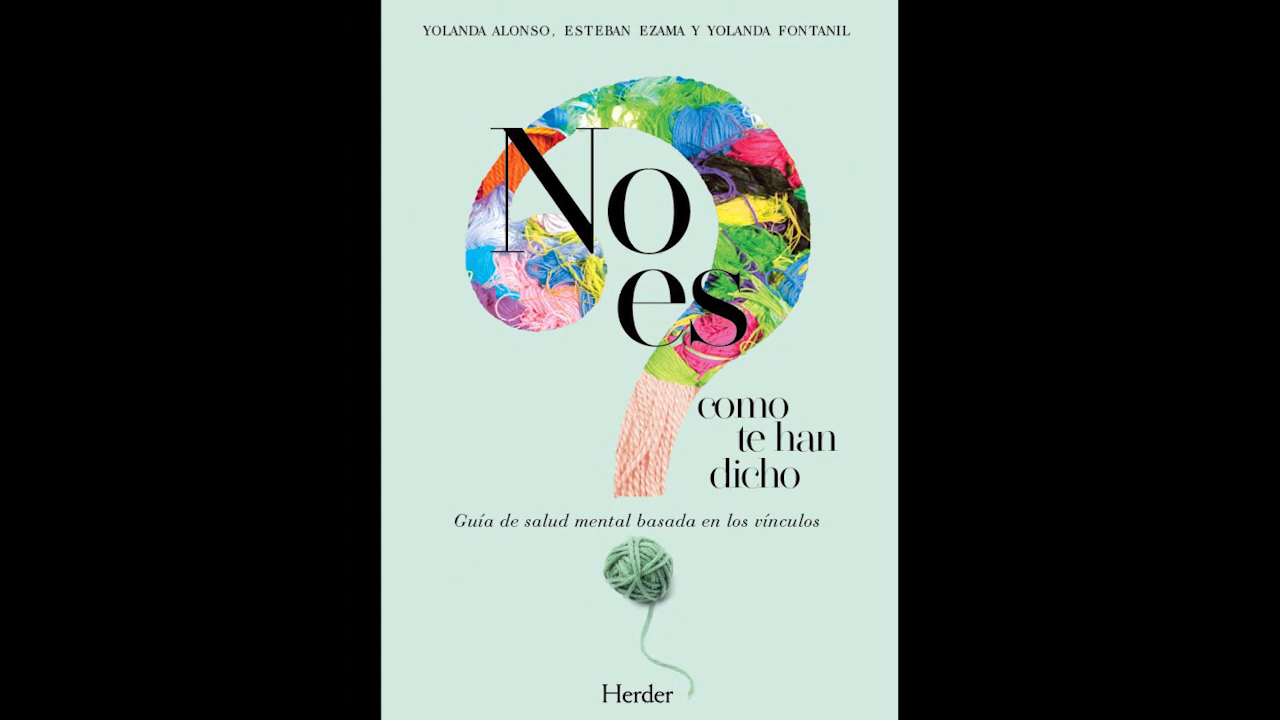 YOLANDA ALONSO, ESTEBAN EZAMA Y YOLANDA FONTANIL
No
es
como
te han
dicho
Guía de salud mental basada en los vínculos
Herder